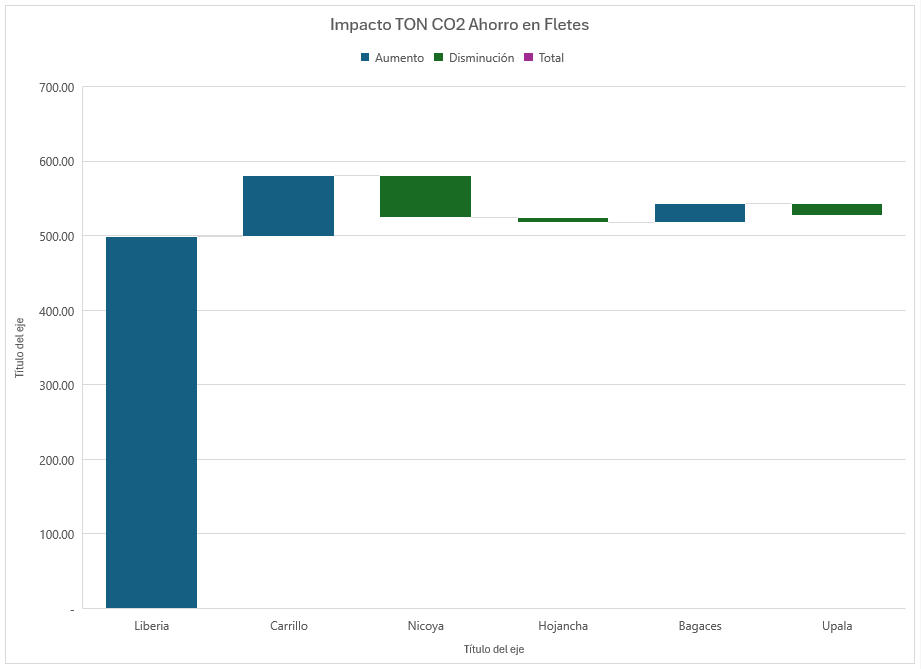 Impacto TON CO2 Ahorro en Fletes
Aumento Disminución Total
700.00
600.00
500.00
400.00
300.00
200.00
100.00
-
Título del eje
Liberia Carrillo Nicoya Hojancha Bagaces Upala
Título del eje